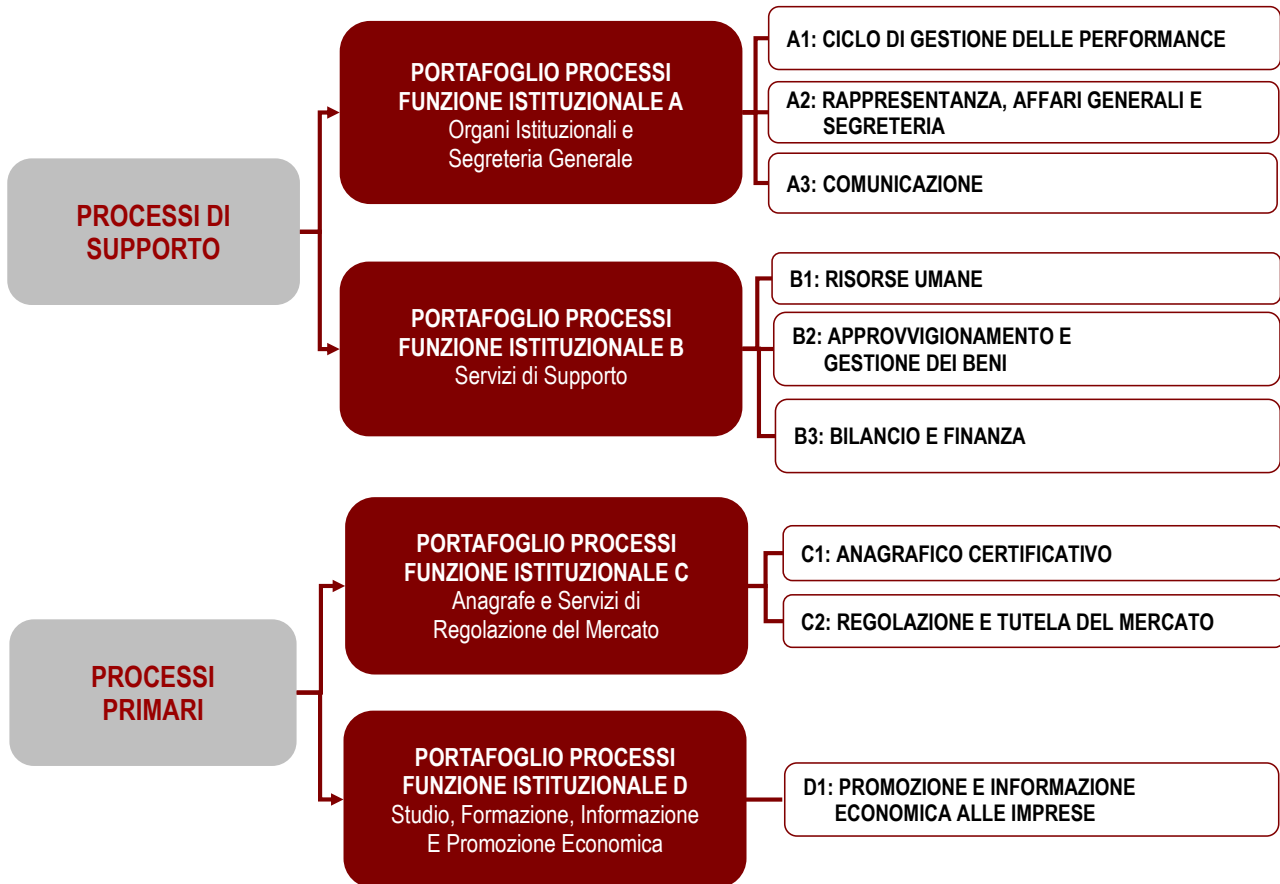 PROCESSI DI
SUPPORTO
PORTAFOGLIO PROCESSI
FUNZIONE ISTITUZIONALE A
Organi Istituzionali e
Segreteria Generale
A1: CICLO DI GESTIONE DELLE PERFORMANCE
A2: RAPPRESENTANZA, AFFARI GENERALI E
SEGRETERIA
A3: COMUNICAZIONE
PORTAFOGLIO PROCESSI
FUNZIONE ISTITUZIONALE B
Servizi di Supporto
B1: RISORSE UMANE
B2: APPROVVIGIONAMENTO E
GESTIONE DEI BENI
B3: BILANCIO E FINANZA
PROCESSI
PRIMARI
PORTAFOGLIO PROCESSI
FUNZIONE ISTITUZIONALE C
Anagrafe e Servizi di
Regolazione del Mercato
C1: ANAGRAFICO CERTIFICATIVO
C2: REGOLAZIONE E TUTELA DEL MERCATO
PORTAFOGLIO PROCESSI
FUNZIONE ISTITUZIONALE D
Studio, Formazione, Informazione
E Promozione Economica
D1: PROMOZIONE E INFORMAZIONE
ECONOMICA ALLE IMPRESE